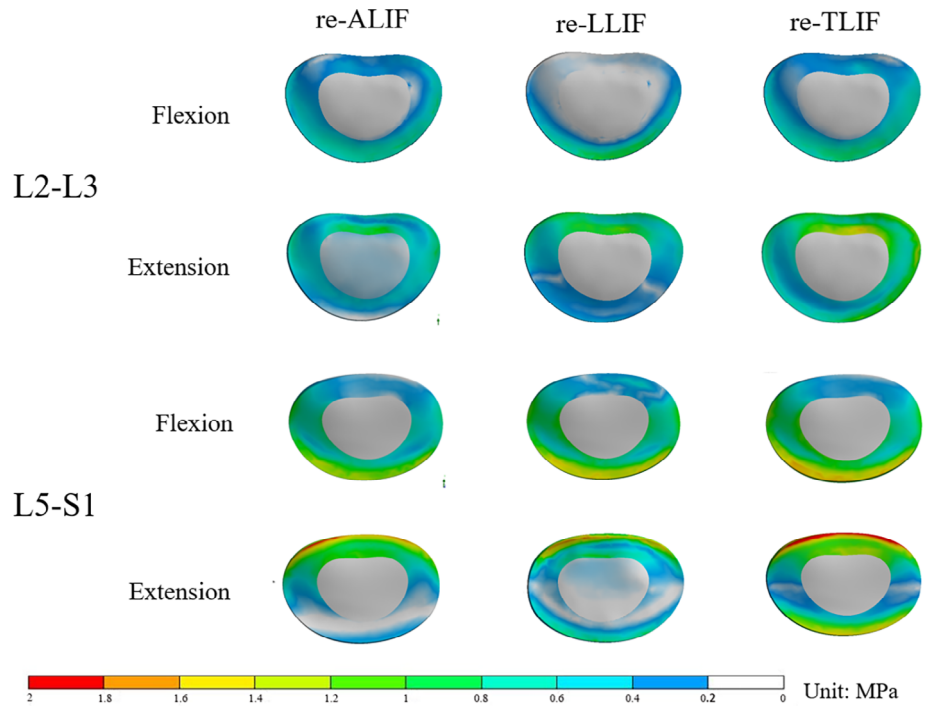 re-ALIF re-LLIF re-TLIF
Flexion
L2-L3
Extension
Flexion
L5-S1
Extension
2 1.8 1.6 1.4 1.2 1 0.8 0.6 0.4 0.2 0 Unit: MPa